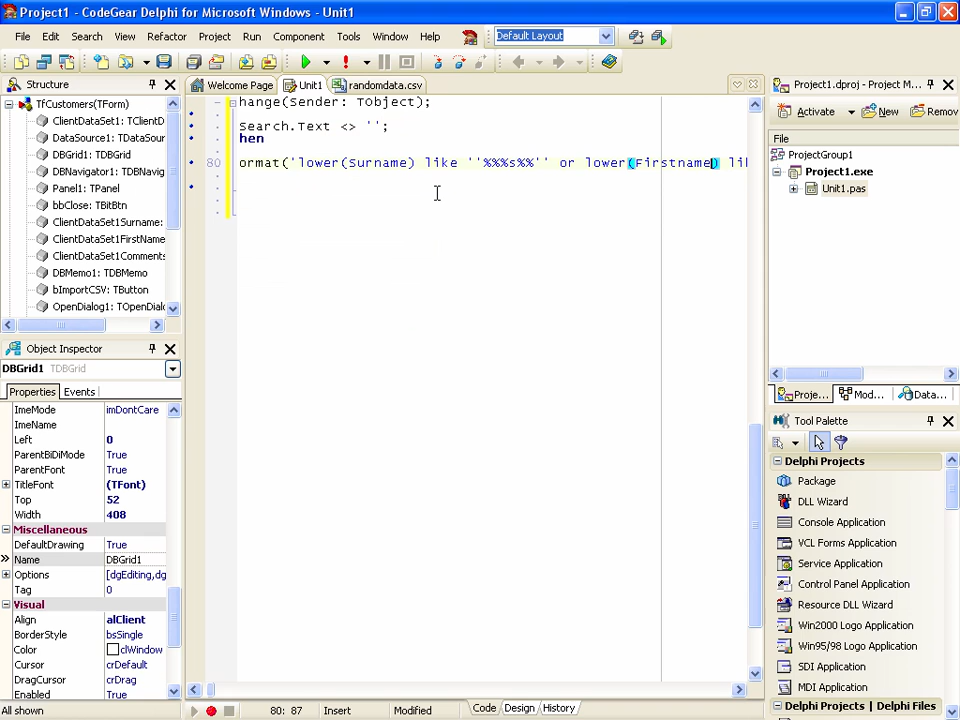 Project1 - CodeGear Delphi for Microsoft Windows - Unit1
File Edit Search View Refactor Project Run Component Tools Window Help Default Layout
Structure
TfCustomers(TForm)
ClientDataSet1: TClientD
DataSource1: TDataSour
DBGrid1: TDBGrid
DBNavigator1: TDBNavig
Panel1: TPanel
bbClose: TBitBtn
ClientDataSet1Surname:
ClientDataSet1FirstName
ClientDataSet1Comments
DBMemo1: TDBMemo
bImportCSV: TButton
OpenDialog1: TOpenDialo
Object Inspector
DBGrid1 TDBGrid
Properties Events
ImeMode imDontCare
ImeName
Left 0
ParentBiDiMode True
ParentFont True
TitleFont (TFont)
Top 52
Width 408
Miscellaneous
DefaultDrawing True
Name DBGrid1
Options [dgEditing,dg
Tag 0
Visual
Align alClient
BorderStyle bsSingle
Color clWindow
Cursor crDefault
DragCursor crDrag
Enabled True
All shown
Welcome Page Unit1 randomdata.csv
hange(Sender: Tobject);
Search.Text <> '';
hen
80 ormat('lower(Surname) like ''%%%s%%'' or lower(Firstname) lik
80: 87 Insert Modified Code Design History
Project1.dproj - Project M...
Activate New Remov
File
ProjectGroup1
Project1.exe
Unit1.pas
Proje... Mod... Data...
Tool Palette
Delphi Projects
Package
DLL Wizard
Console Application
VCL Forms Application
Service Application
Control Panel Application
Resource DLL Wizard
Win2000 Logo Application
Win95/98 Logo Application
SDI Application
MDI Application
Delphi Projects | Delphi Files